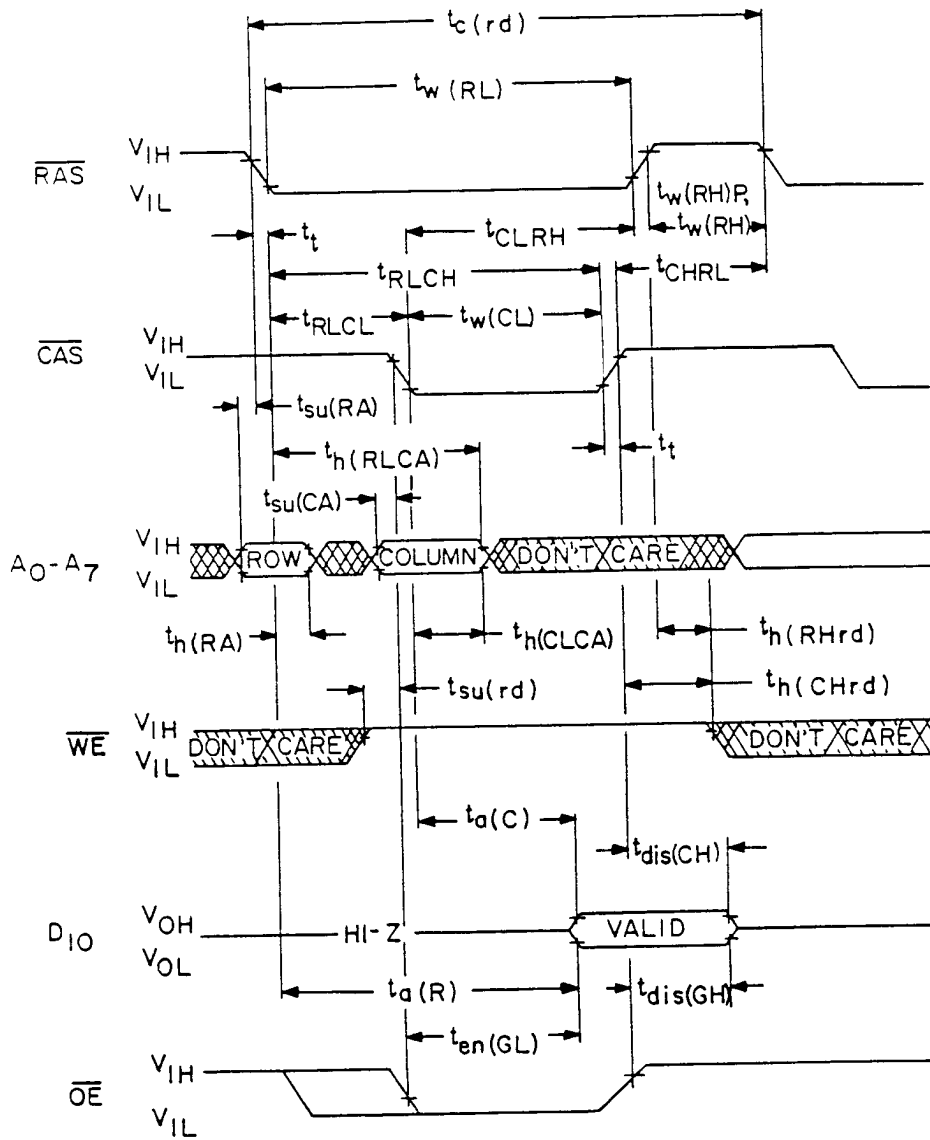 tc(rd)
tw(RL)
RAS
VIH
VIL
tw(RH)P,
tw(RH)
tt
tCLRH
tRLCH
tCHRL
tRLCL
tw(CL)
CAS
VIH
VIL
tsu(RA)
th(RLCA)
tt
tsu(CA)
A0-A7
VIH
VIL
ROW
COLUMN
DON'T CARE
th(RA)
th(CLCA)
th(RHrd)
tsu(rd)
th(CHrd)
WE
VIH
VIL
DON'T CARE
DON'T CARE
ta(C)
tdis(CH)
DIO
VOH
VOL
HI-Z
VALID
ta(R)
tdis(GH)
ten(GL)
OE
VIH
VIL